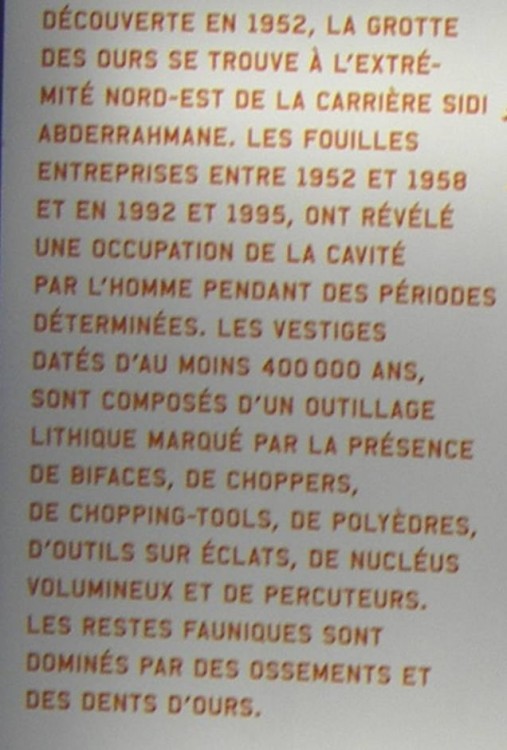 DÉCOUVERTE EN 1952, LA GROTTE
DES OURS SE TROUVE À L'EXTRÉ-
MITÉ NORD-EST DE LA CARRIÈRE SIDI
ABDERRAHMANE. LES FOUILLES
ENTREPRISES ENTRE 1952 ET 1958
ET EN 1992 ET 1995, ONT RÉVÉLÉ
UNE OCCUPATION DE LA CAVITÉ
PAR L'HOMME PENDANT DES PÉRIODES
DÉTERMINÉES. LES VESTIGES
DATÉS D'AU MOINS 400 000 ANS,
SONT COMPOSÉS D'UN OUTILLAGE
LITHIQUE MARQUÉ PAR LA PRÉSENCE
DE BIFACES, DE CHOPPERS,
DE CHOPPING-TOOLS, DE POLYÈDRES,
D'OUTILS SUR ÉCLATS, DE NUCLÉUS
VOLUMINEUX ET DE PERCUTEURS.
LES RESTES FAUNIQUES SONT
DOMINÉS PAR DES OSSEMENTS ET
DES DENTS D'OURS.